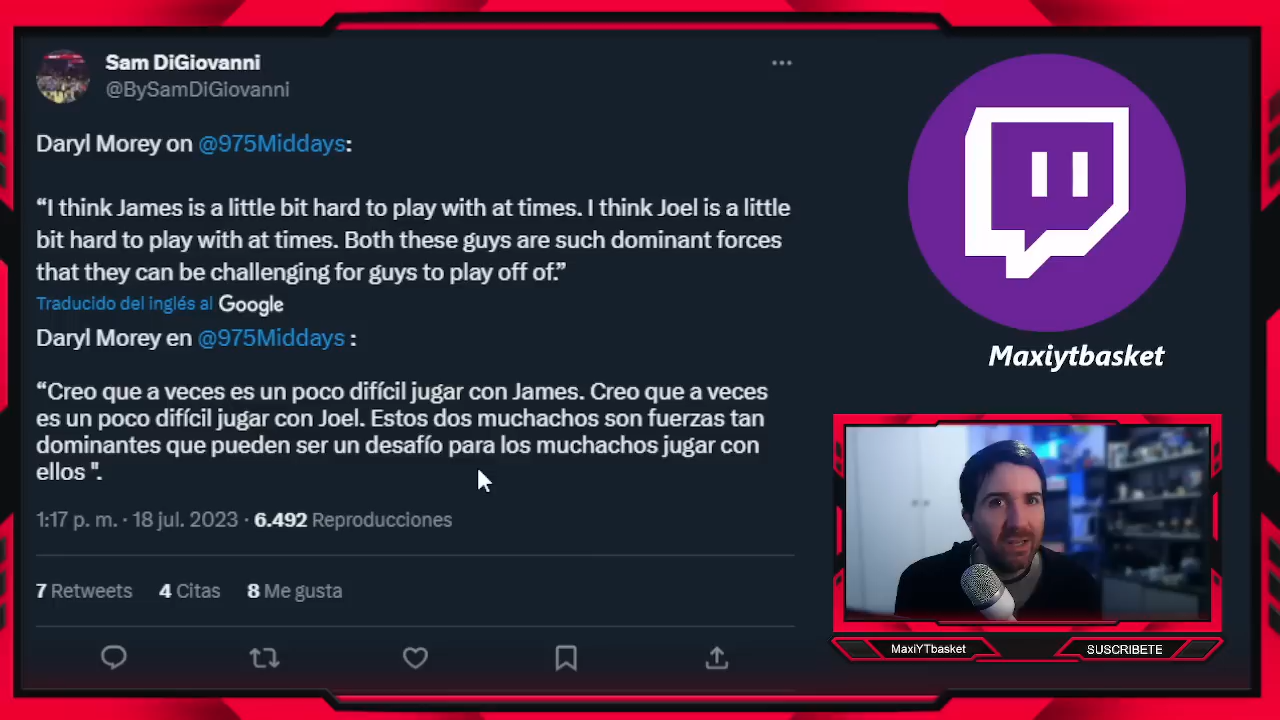 Sam DiGiovanni
@BySamDiGiovanni
Daryl Morey on @975Middays:
“I think James is a little bit hard to play with at times. I think Joel is a little
bit hard to play with at times. Both these guys are such dominant forces
that they can be challenging for guys to play off of.”
Traducido del inglés al Google
Daryl Morey en @975Middays :
“Creo que a veces es un poco difícil jugar con James. Creo que a veces
es un poco difícil jugar con Joel. Estos dos muchachos son fuerzas tan
dominantes que pueden ser un desafío para los muchachos jugar con
ellos ".
1:17 p. m. · 18 jul. 2023 · 6.492 Reproducciones
7 Retweets 4 Citas 8 Me gusta
Maxiytbasket
MaxiYTbasket
SUSCRIBETE